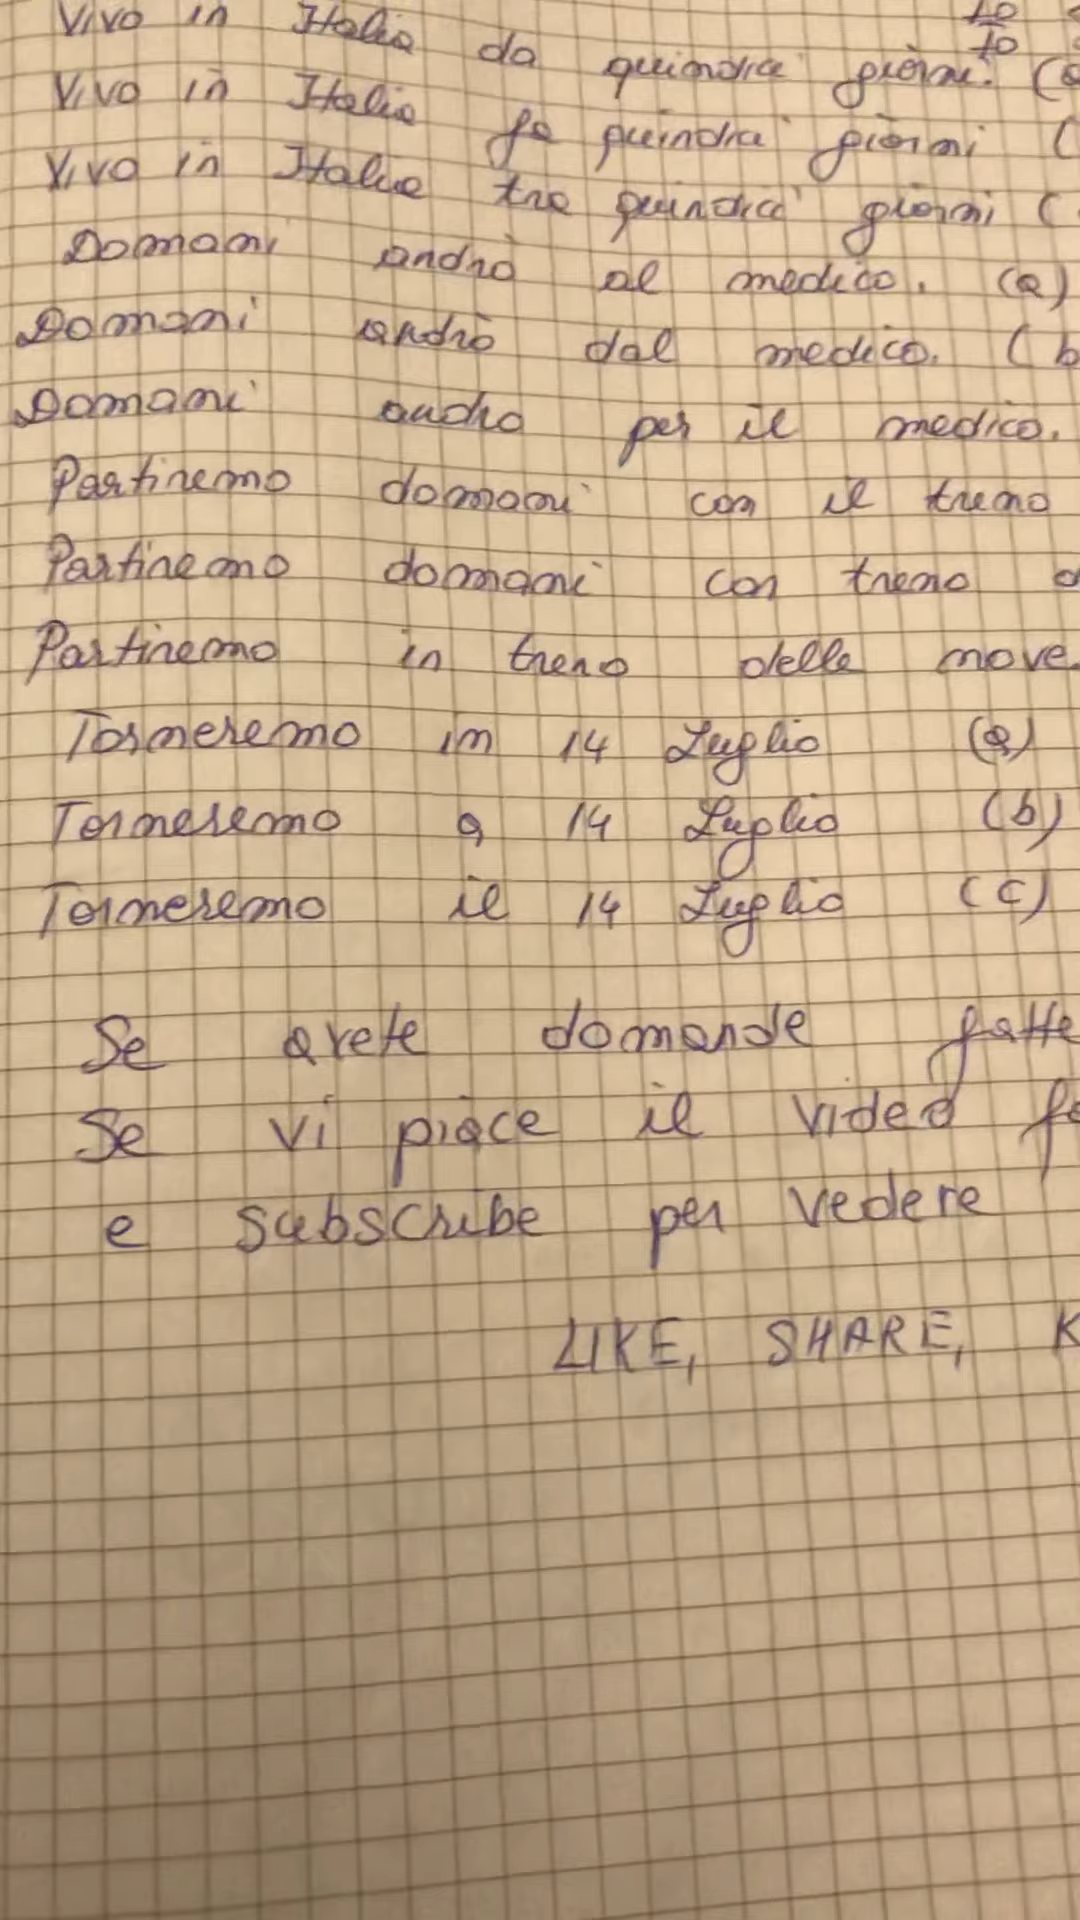 10
10
Vivo in Italia da quindici giorni. (a
Vivo in Italia fa quindici giorni (
Vivo in Italia tra quindici giorni (
Domani andrò al medico. (a)
Domani andrò dal medico. (b
Domani andrò per il medico.
Partiremo domani con il treno
Partiremo domani con treno
Partiremo in treno delle nove.
Torneremo in 14 Luglio (a)
Torneremo a 14 Luglio (b)
Torneremo il 14 Luglio (c)
Se avete domande fatte
Se vi piace il video fa
e subscribe per vedere
LIKE, SHARE, K